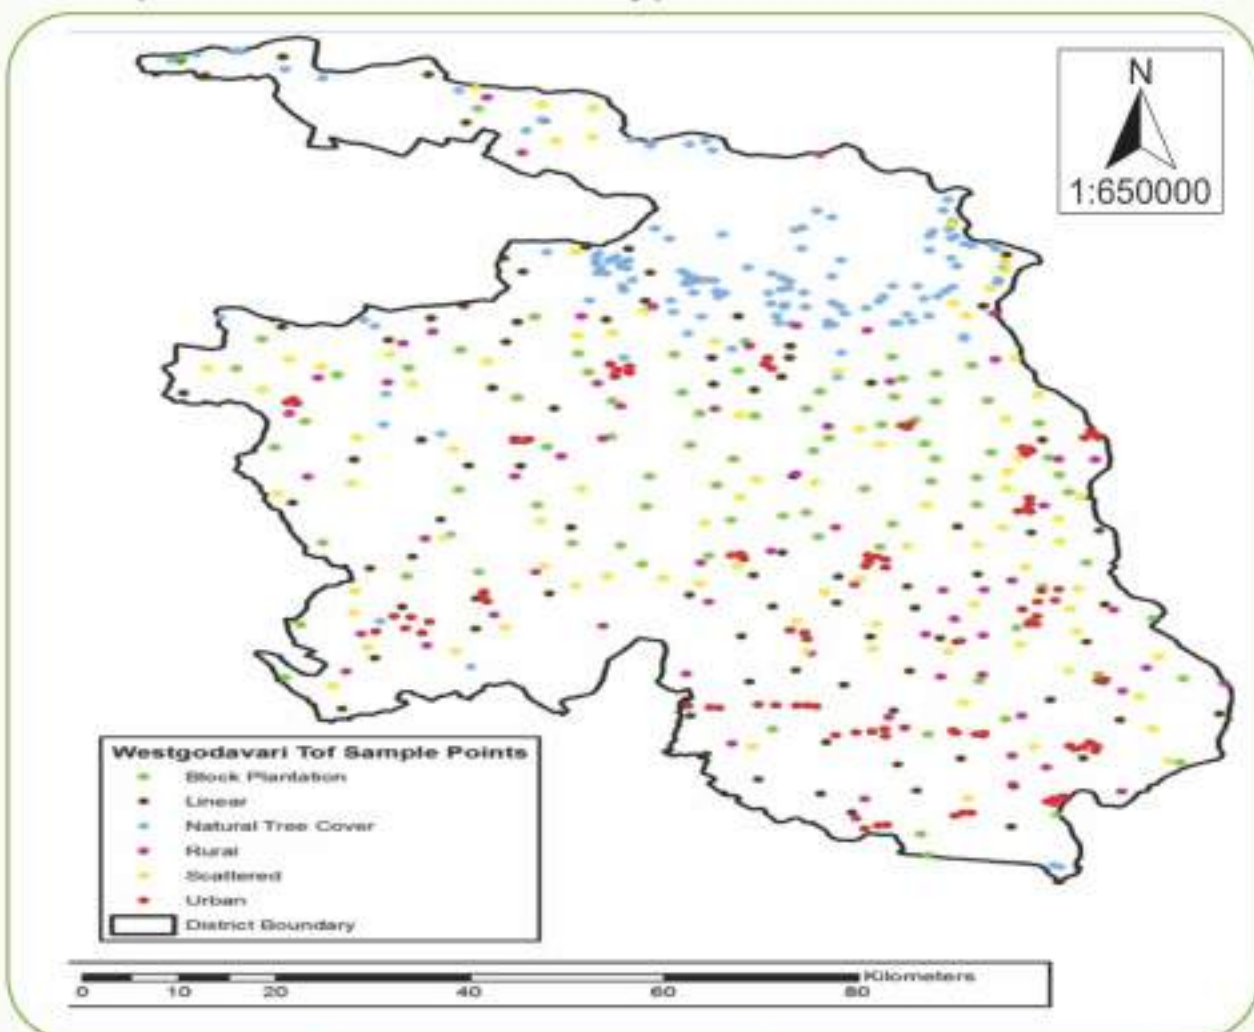 N
1:650000
Westgodavari Tof Sample Points
Block Plantation
Linear
Natural Tree Cover
Rural
Scattered
Urban
District Boundary
Kilometers
0 10 20 40 60 80